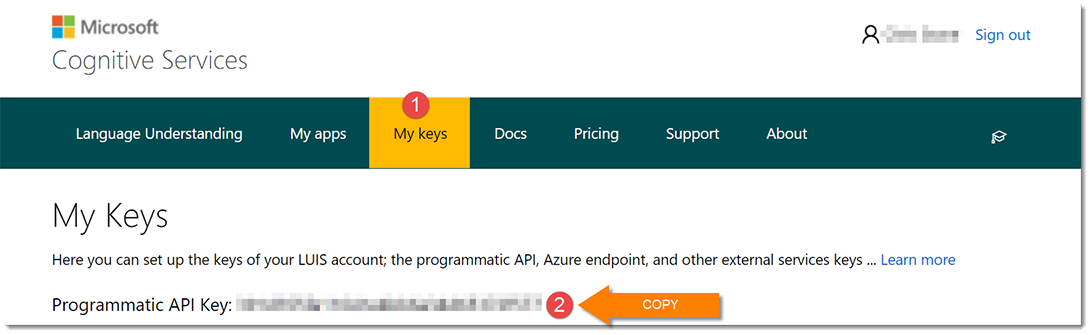 Microsoft
Cognitive Services
Sign out
1
Language Understanding My apps My keys Docs Pricing Support About
My Keys
Here you can set up the keys of your LUIS account; the programmatic API, Azure endpoint, and other external services keys ... Learn more
Programmatic API Key: 2 COPY